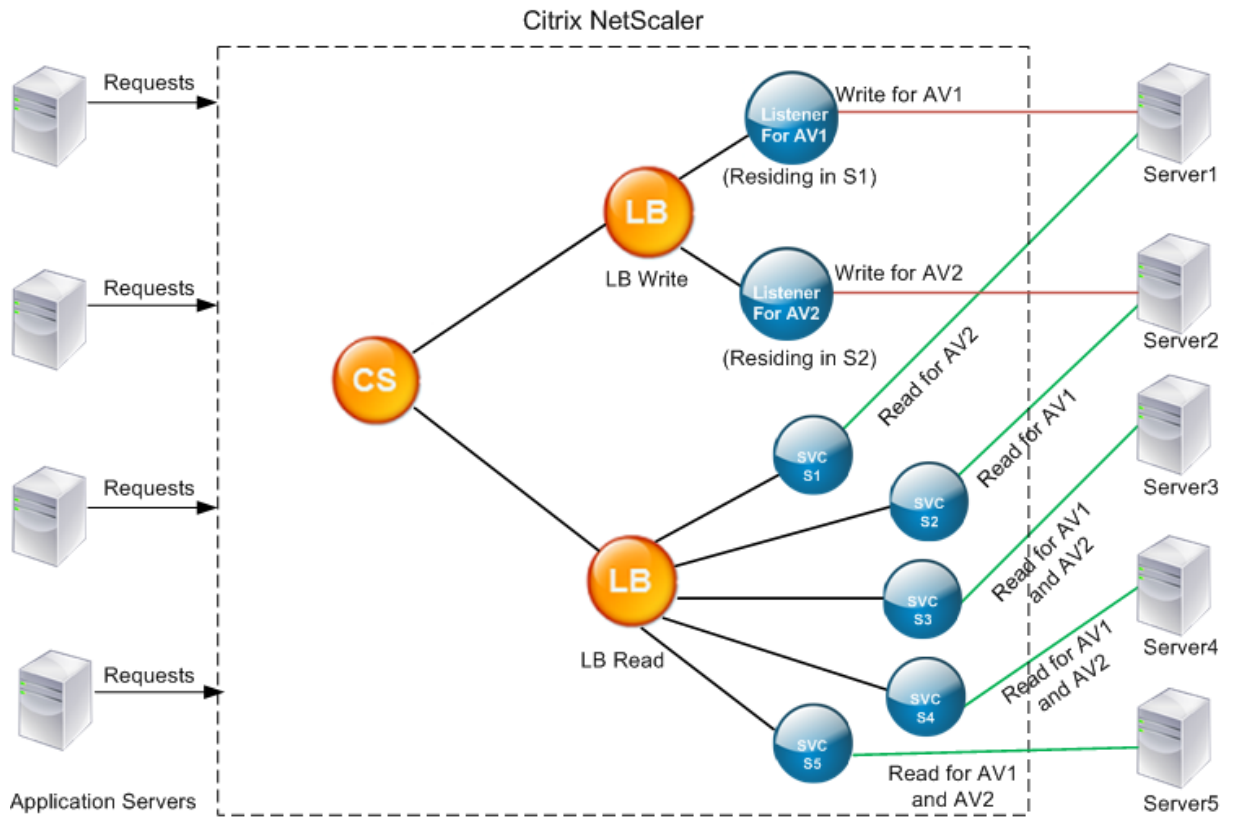 Citrix NetScaler
Requests
Requests
Requests
Requests
Application Servers
CS
LB
LB Write
Listener
For AV1
(Residing in S1)
Listener
For AV2
(Residing in S2)
Write for AV1
Write for AV2
LB
LB Read
SVC
S1
SVC
S2
SVC
S3
SVC
S4
SVC
S5
Read for AV2
Read for AV1
Read for AV1
and AV2
Read for AV1
and AV2
Read for AV1
and AV2
Server1
Server2
Server3
Server4
Server5